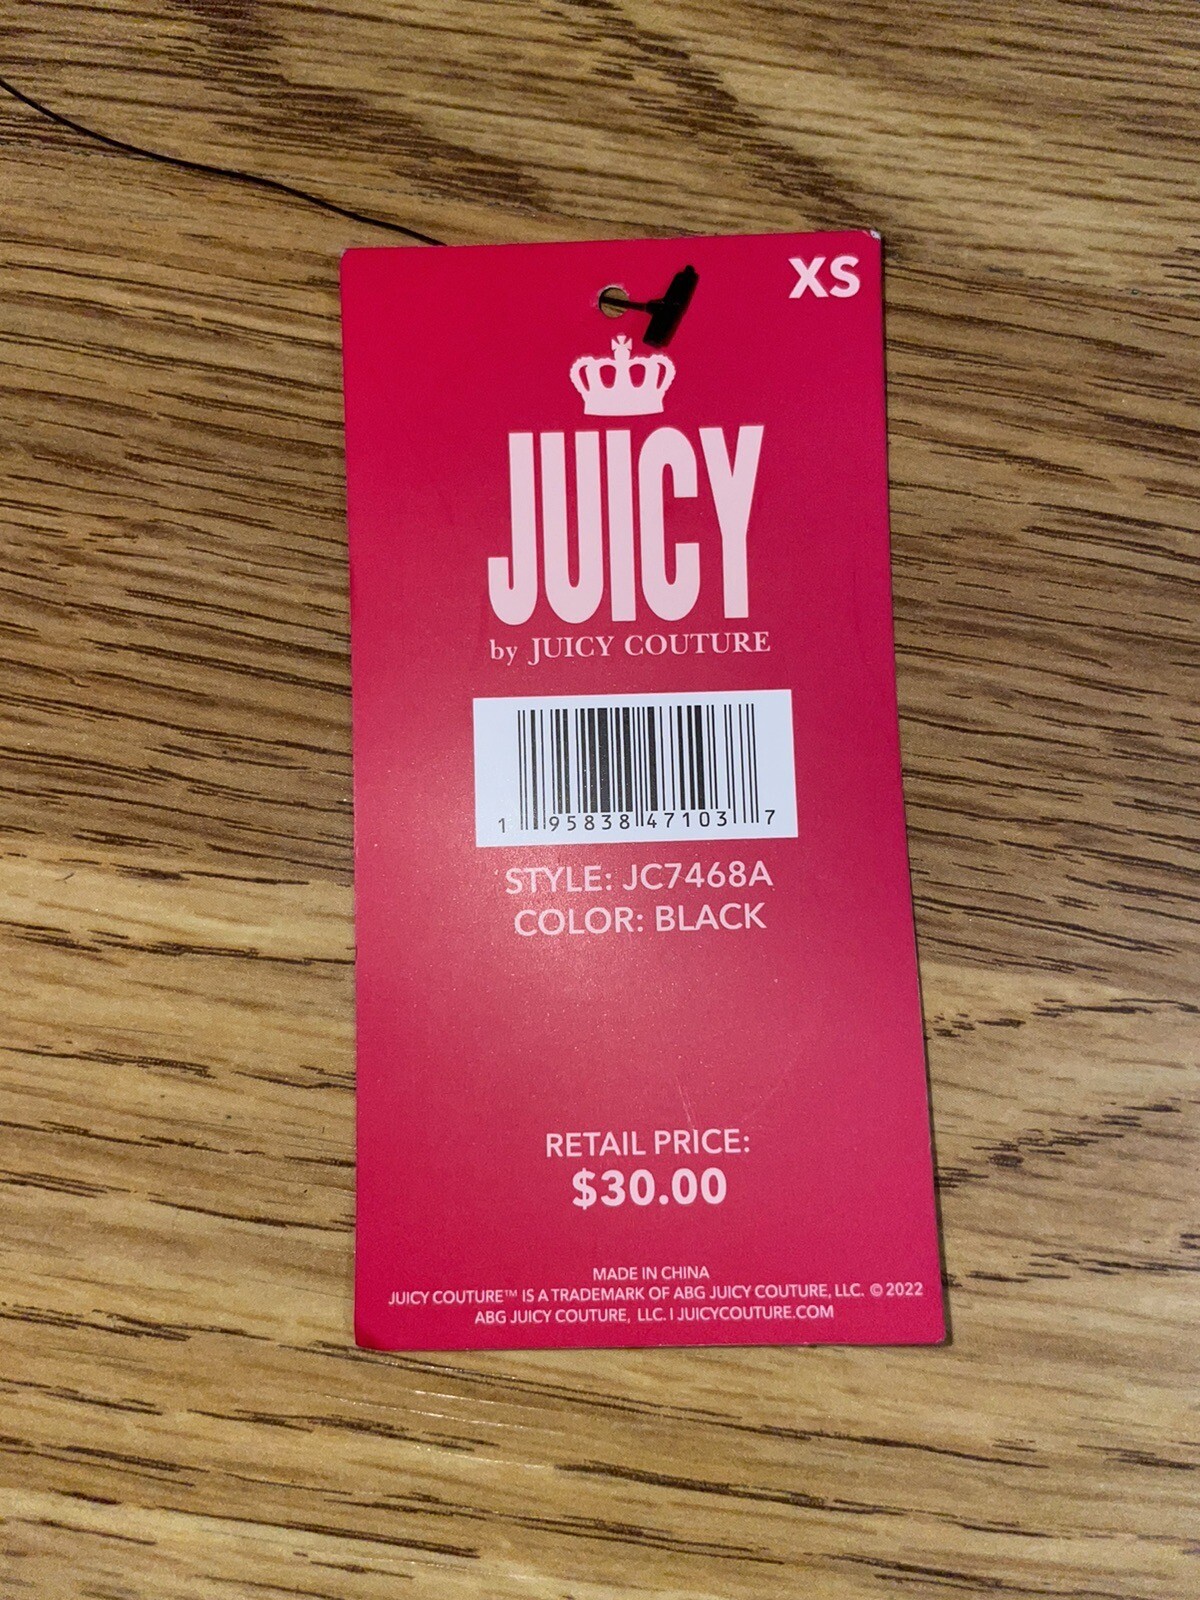 XS
JUICY
by JUICY COUTURE
1 95838 47103 7
STYLE: JC7468A
COLOR: BLACK
RETAIL PRICE:
$30.00
MADE IN CHINA
JUICY COUTURE™ IS A TRADEMARK OF ABG JUICY COUTURE, LLC. © 2022
ABG JUICY COUTURE, LLC. | JUICYCOUTURE.COM